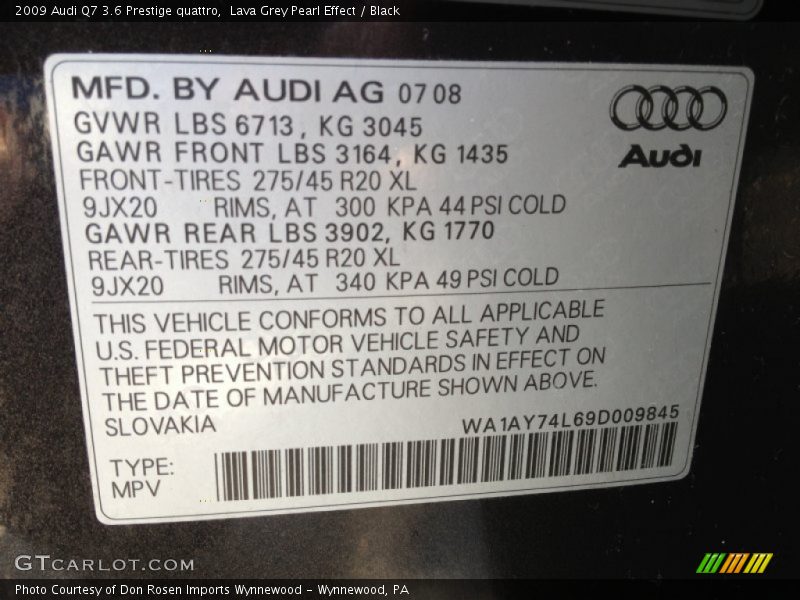 2009 Audi Q7 3.6 Prestige quattro,  Lava Grey Pearl Effect / Black
MFD. BY AUDI AG 07 08
GVWR LBS 6713, KG 3045
GAWR FRONT LBS 3164, KG 1435
FRONT-TIRES 275/45 R20 XL
9JX20 RIMS, AT 300 KPA 44 PSI COLD
GAWR REAR LBS 3902, KG 1770
REAR-TIRES 275/45 R20 XL
9JX20 RIMS, AT 340 KPA 49 PSI COLD
Audi
THIS VEHICLE CONFORMS TO ALL APPLICABLE
U.S. FEDERAL MOTOR VEHICLE SAFETY AND
THEFT PREVENTION STANDARDS IN EFFECT ON
THE DATE OF MANUFACTURE SHOWN ABOVE.
SLOVAKIA WA1AY74L69D009845
TYPE:
MPV
GTCARLOT.COM
Photo Courtesy of Don Rosen Imports Wynnewood – Wynnewood, PA